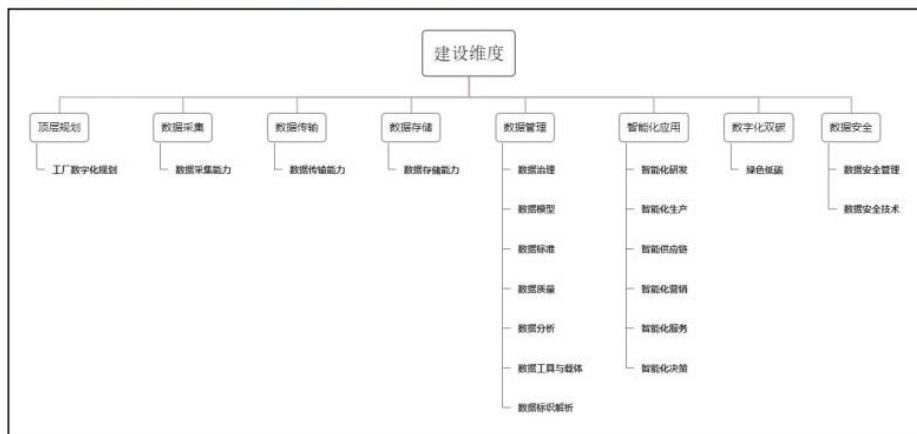 建设维度
顶层规划
数据采集
数据传输
数据存储
数据管理
智能化应用
数字化双碳
数据安全
工厂数字化规划
数据采集能力
数据传输能力
数据存储能力
数据治理
智能化研发
绿色低碳
数据安全管理
数据模型
智能化生产
数据安全技术
数据标准
智能供应链
数据质量
智能化营销
数据分析
智能化服务
数据工具与载体
智能化决策
数据标识解析